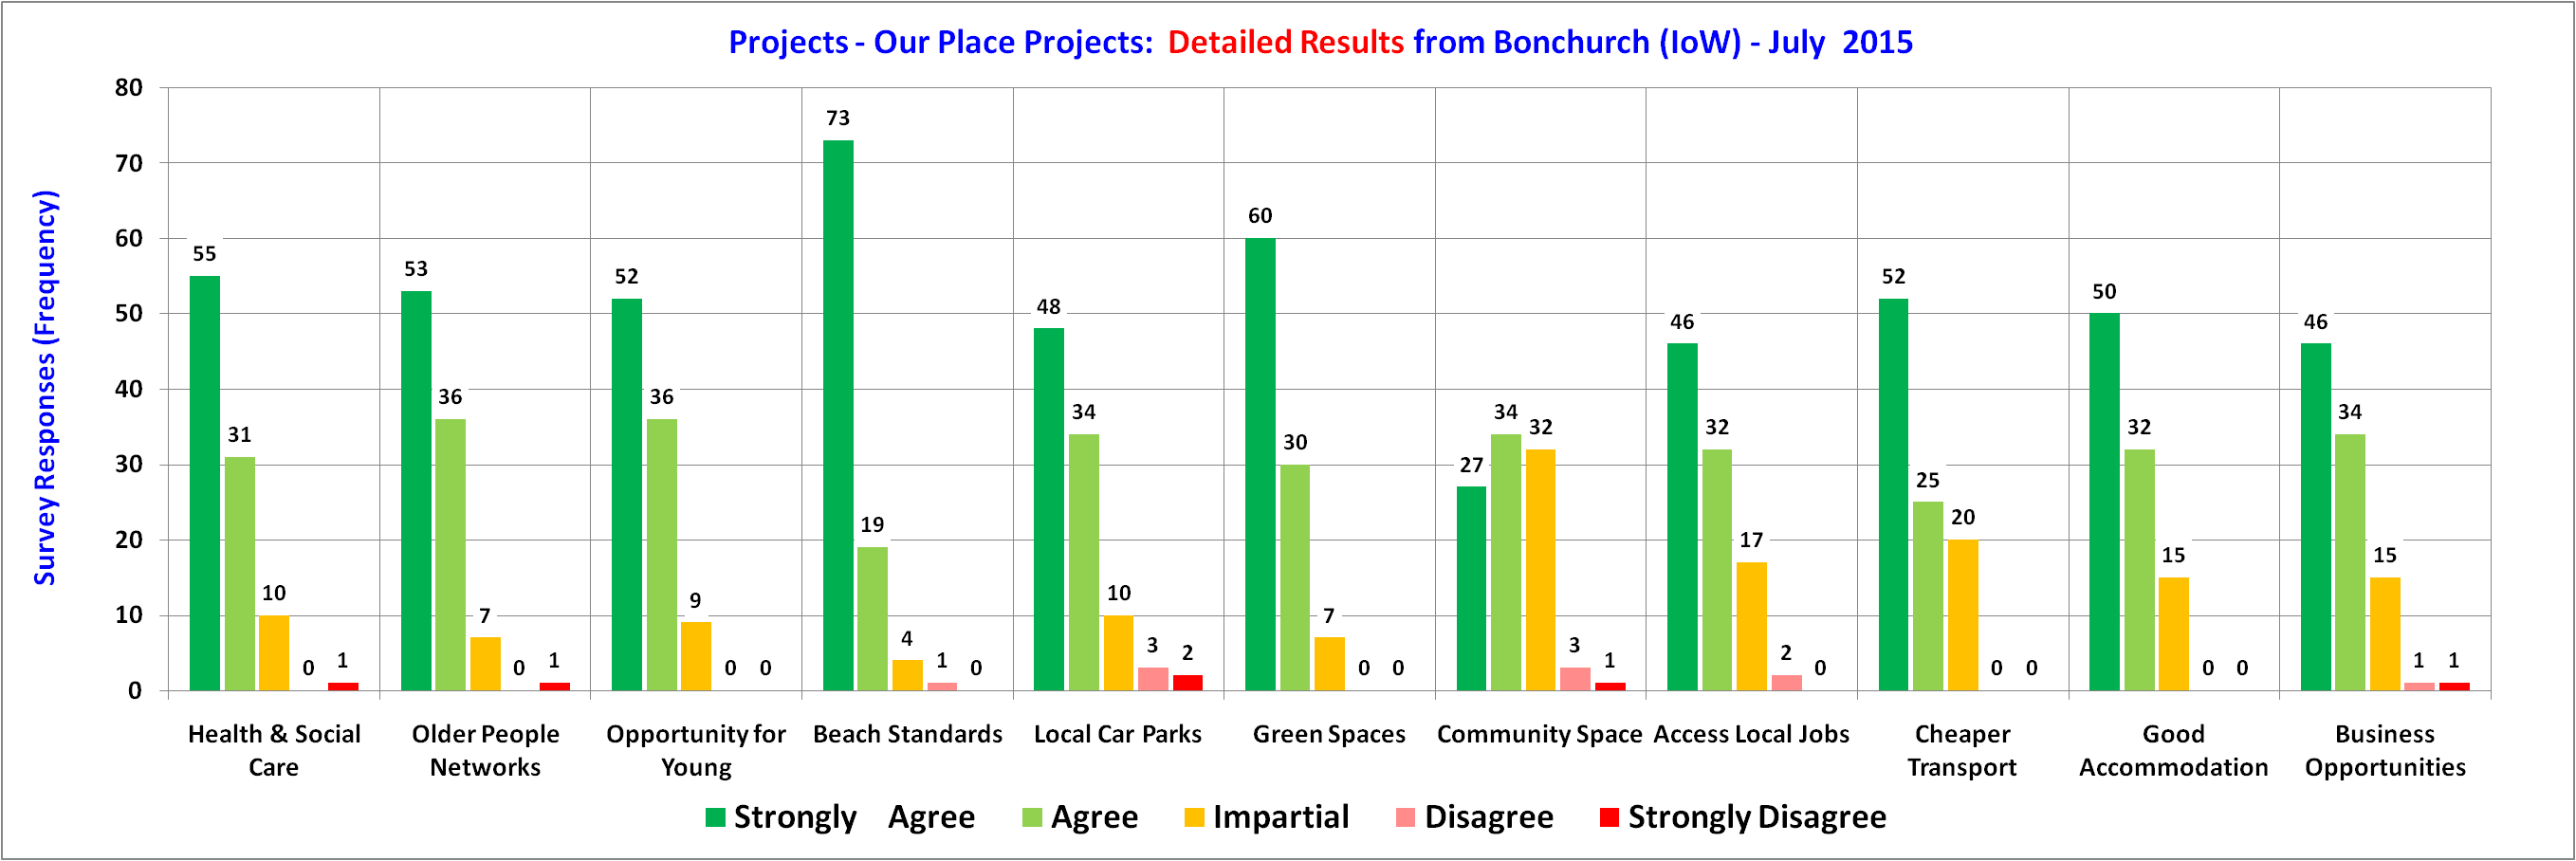 Projects - Our Place Projects:  Detailed Results from Bonchurch (IoW) - July  2015
Survey Responses (Frequency)
80
70
60
50
40
30
20
10
0
55 31 10 0 1
53 36 7 0 1
52 36 9 0 0
73 19 4 1 0
48 34 10 3 2
60 30 7 0 0
27 34 32 3 1
46 32 17 2 0
52 25 20 0 0
50 32 15 0 0
46 34 15 1 1
Health & Social
Care
Older People
Networks
Opportunity for
Young
Beach Standards
Local Car Parks
Green Spaces
Community Space
Access Local Jobs
Cheaper
Transport
Good
Accommodation
Business
Opportunities
Strongly   Agree   Agree   Impartial   Disagree   Strongly Disagree